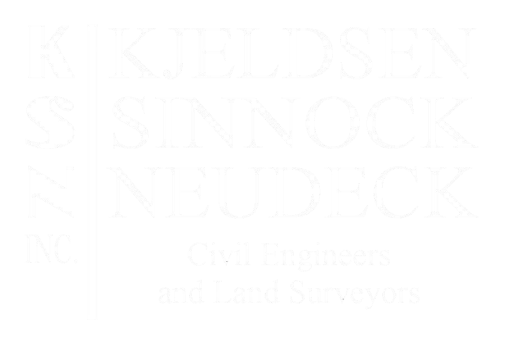 K KJELDSEN
S SINNOCK
N NEUDECK
INC. Civil Engineers
and Land Surveyors